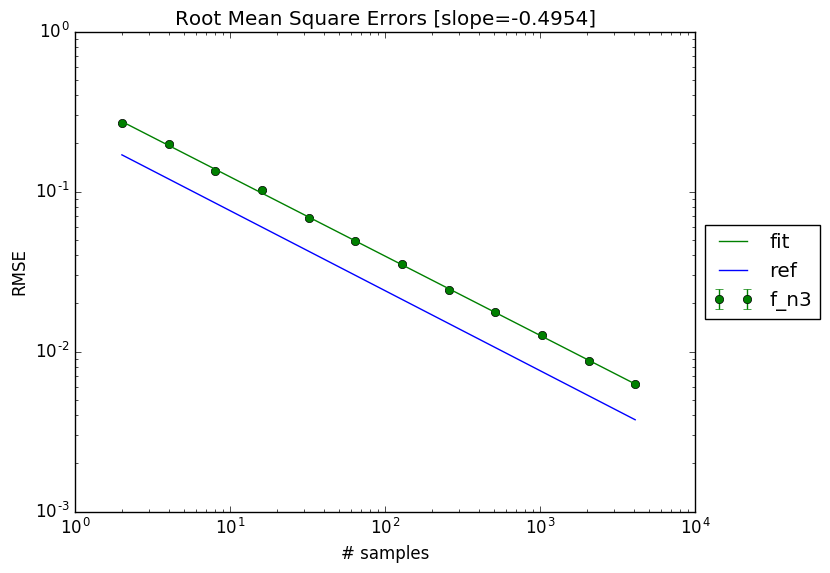 Root Mean Square Errors [slope=-0.4954]
10^0
10^-1
10^-2
10^-3
RMSE
10^0 10^1 10^2 10^3 10^4
# samples
fit
ref
f_n3